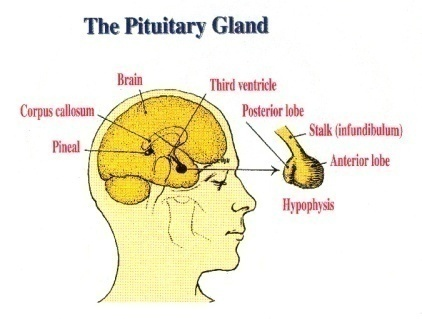 The Pituitary Gland
Brain
Third ventricle
Corpus callosum
Posterior lobe
Stalk (infundibulum)
Pineal
Anterior lobe
Hypophysis